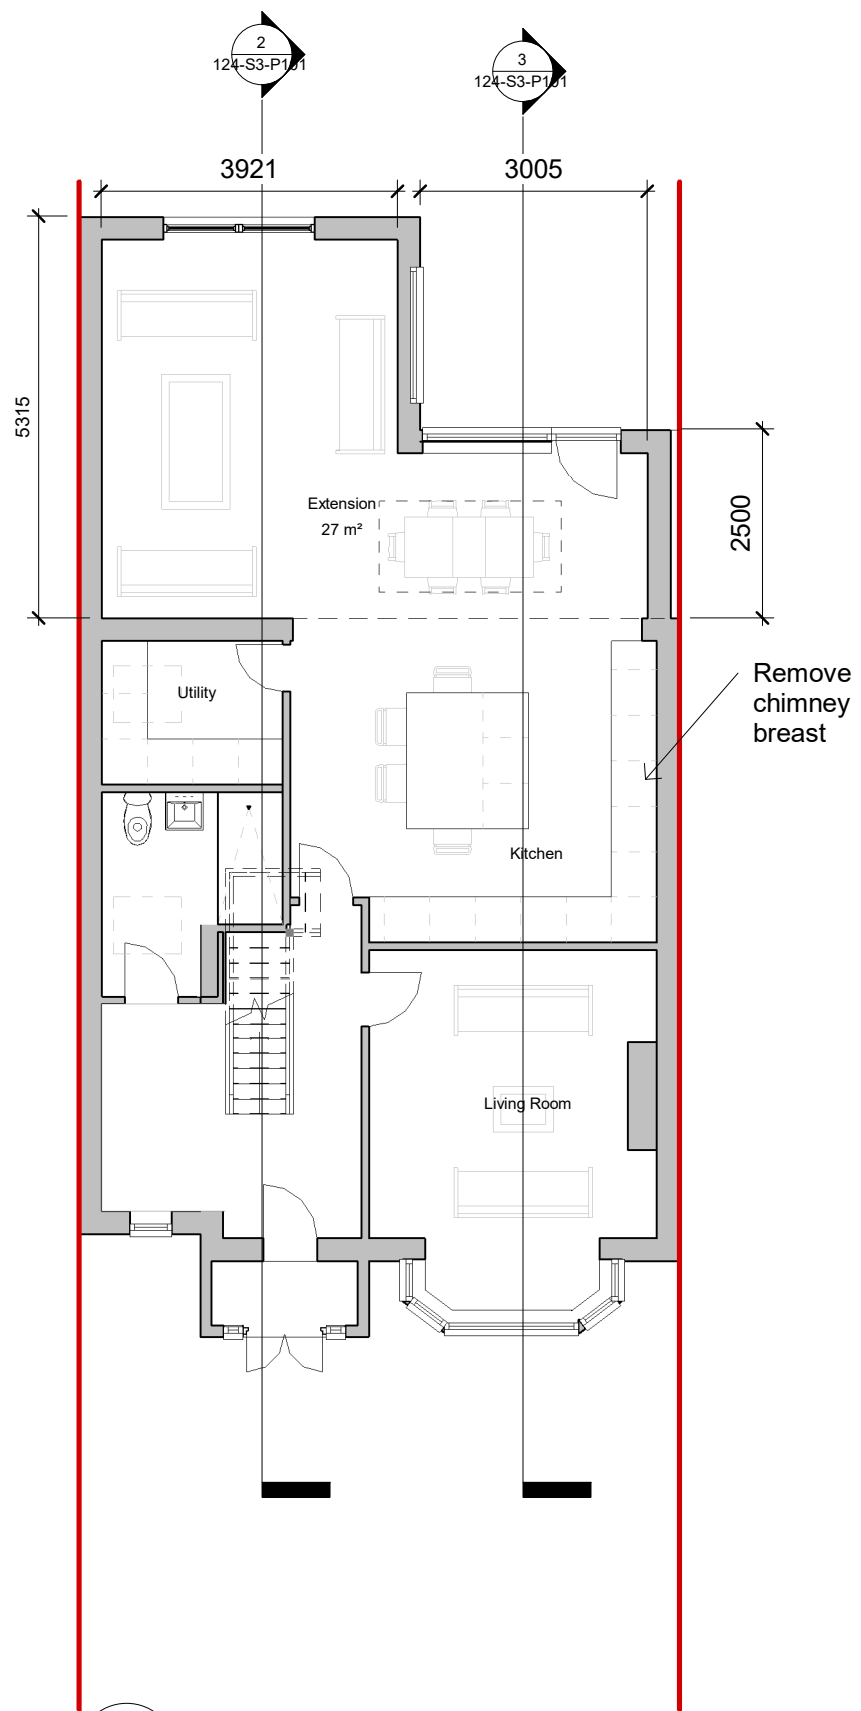 2
124-S3-P101
3
124-S3-P101
3921
3005
5315
Extension
27 m²
2500
Utility
Remove
chimney
breast
Kitchen
Living Room